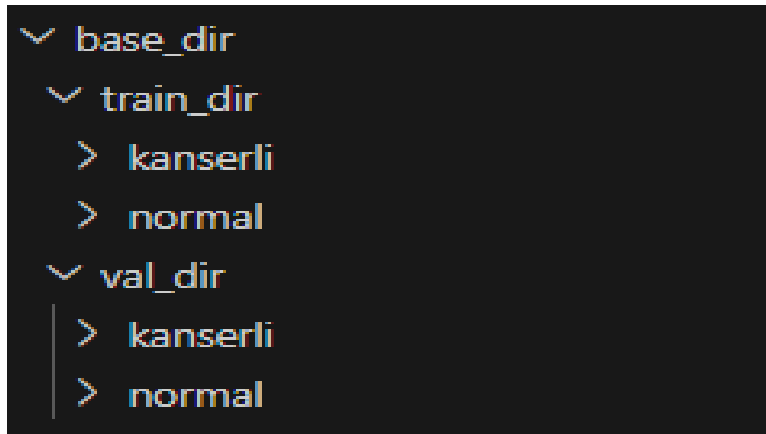 base_dir
train_dir
kanserli
normal
val_dir
kanserli
normal